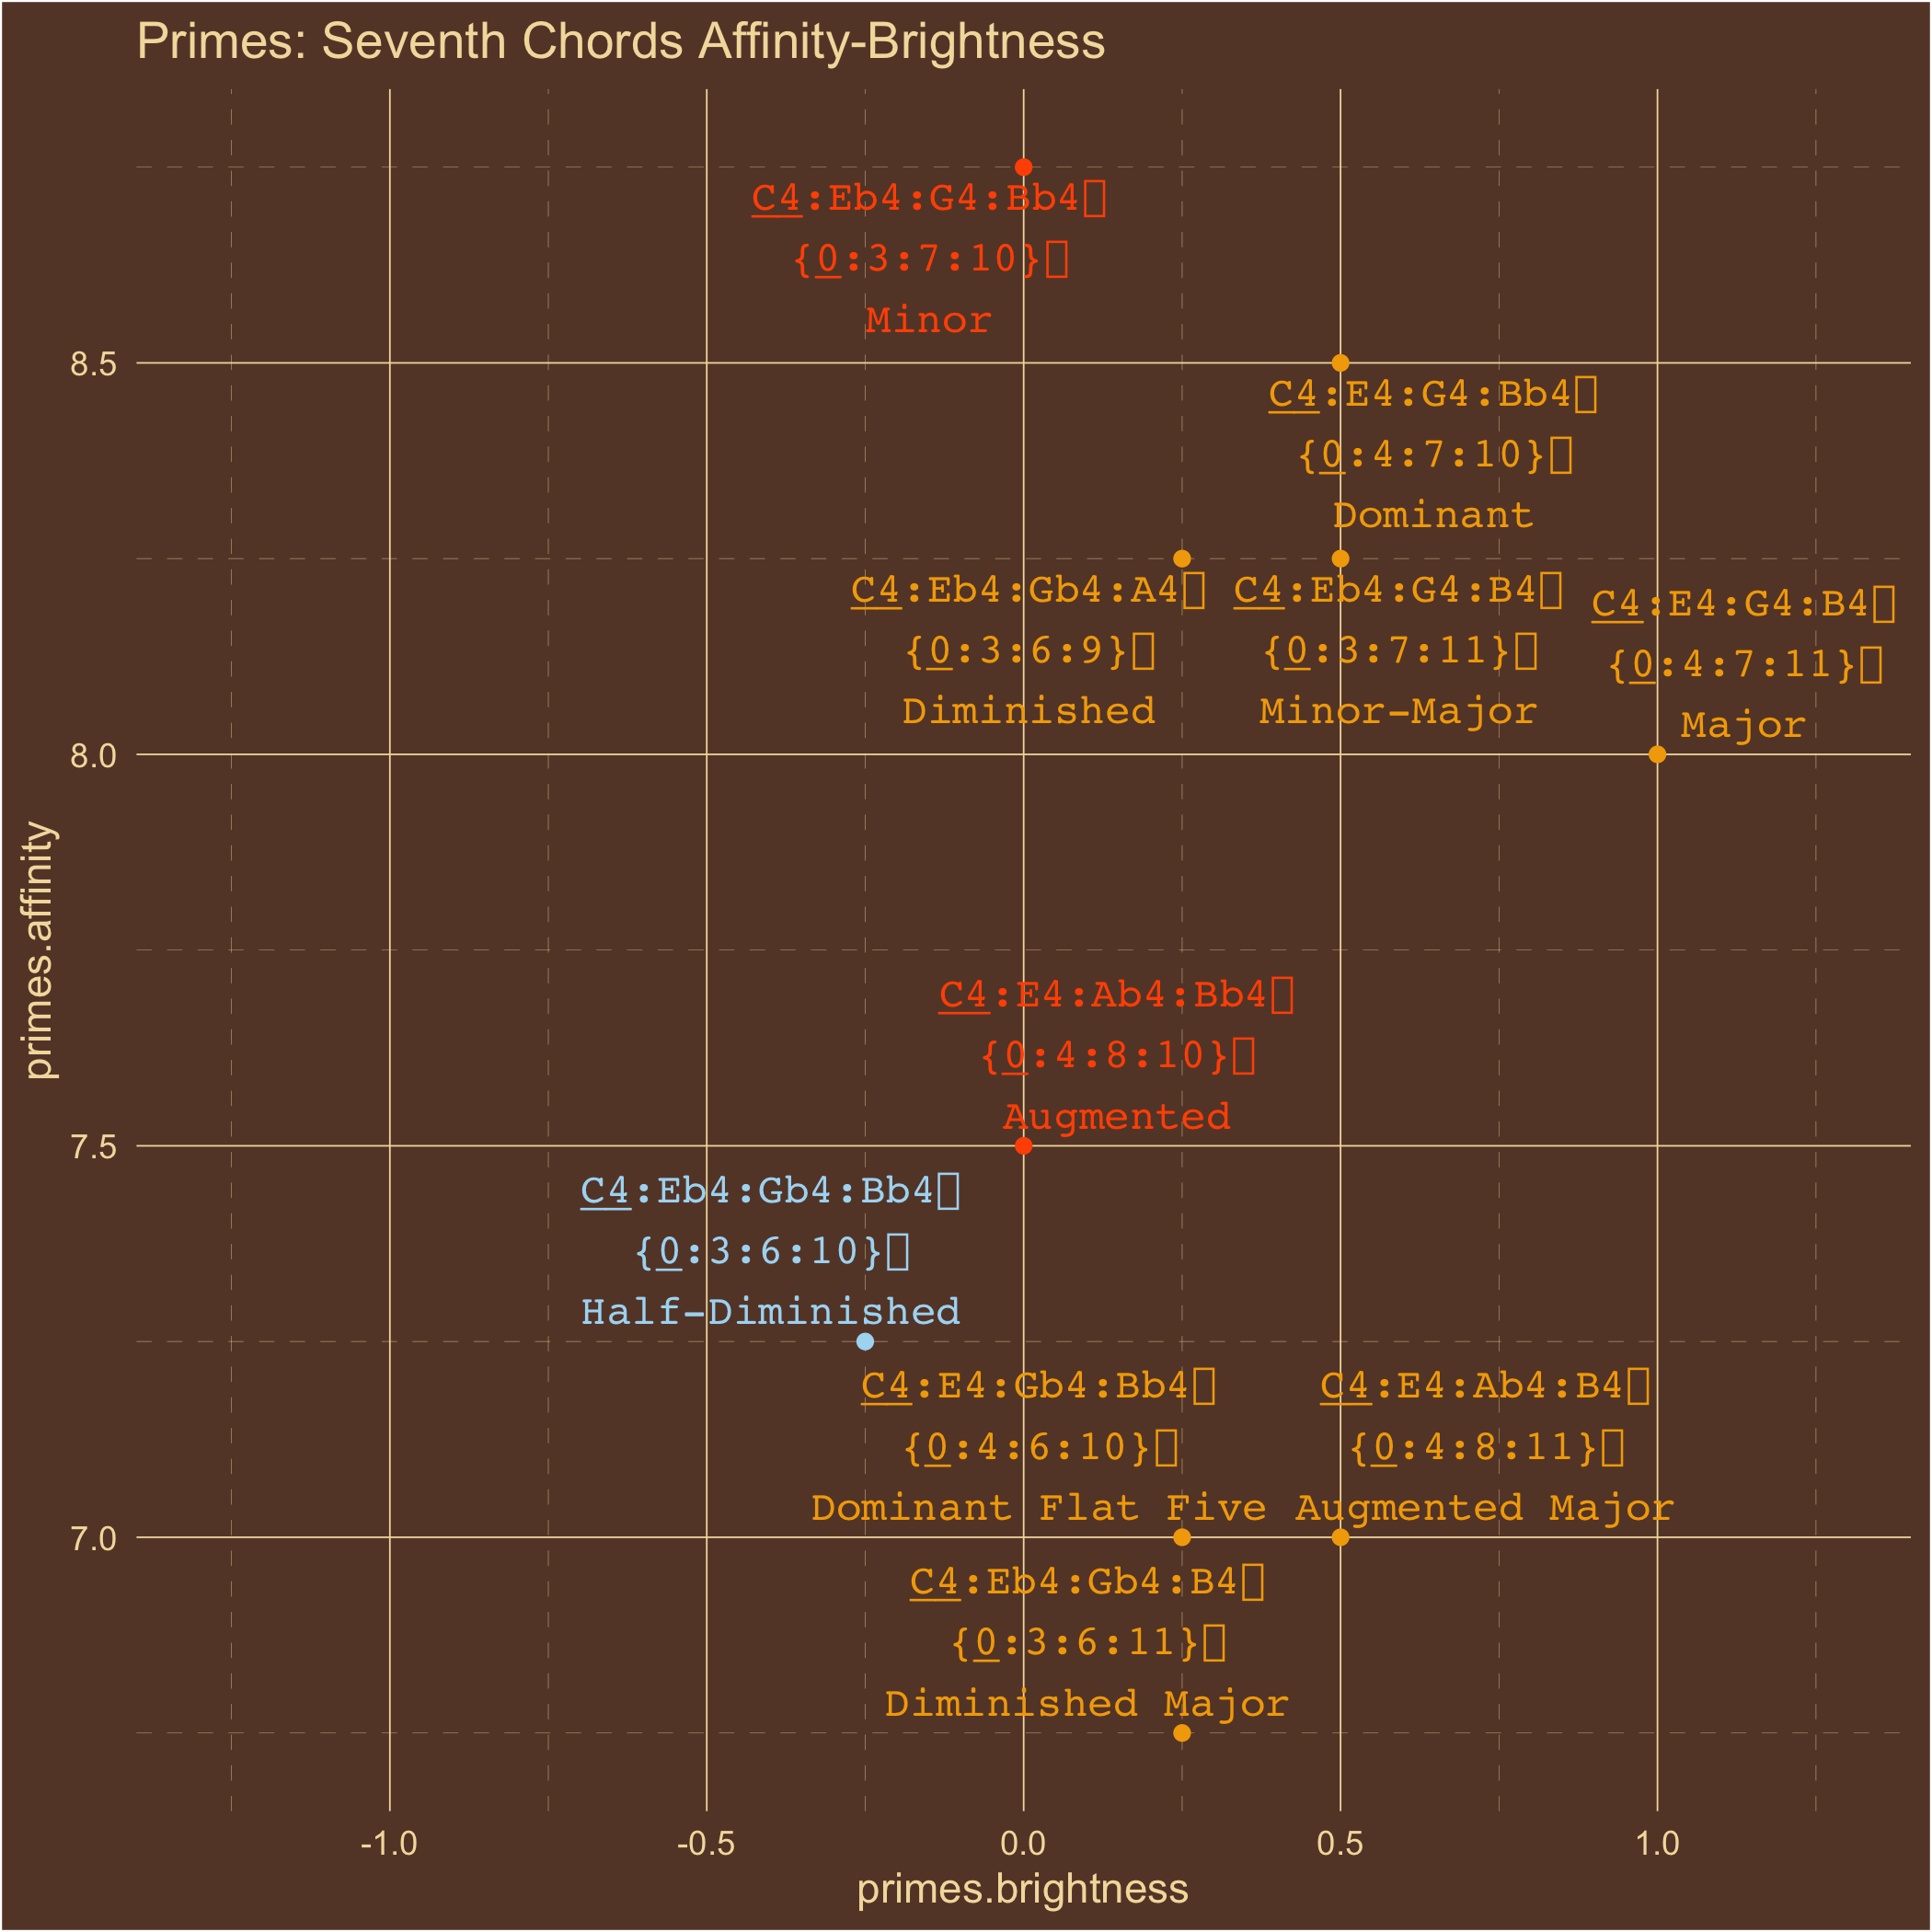 Primes: Seventh Chords Affinity-Brightness
C4:Eb4:G4:Bb4
{0:3:7:10}
Minor
8.5
C4:E4:G4:Bb4
{0:4:7:10}
Dominant
C4:Eb4:Gb4:A4
{0:3:6:9}
Diminished
C4:Eb4:G4:B4
{0:3:7:11}
Minor-Major
C4:E4:G4:B4
{0:4:7:11}
Major
8.0
primes.affinity
C4:E4:Ab4:Bb4
{0:4:8:10}
Augmented
7.5
C4:Eb4:Gb4:Bb4
{0:3:6:10}
Half-Diminished
C4:E4:Gb4:Bb4
{0:4:6:10}
Dominant Flat Five
C4:E4:Ab4:B4
{0:4:8:11}
Augmented Major
7.0
C4:Eb4:Gb4:B4
{0:3:6:11}
Diminished Major
-1.0
-0.5
0.0
0.5
1.0
primes.brightness